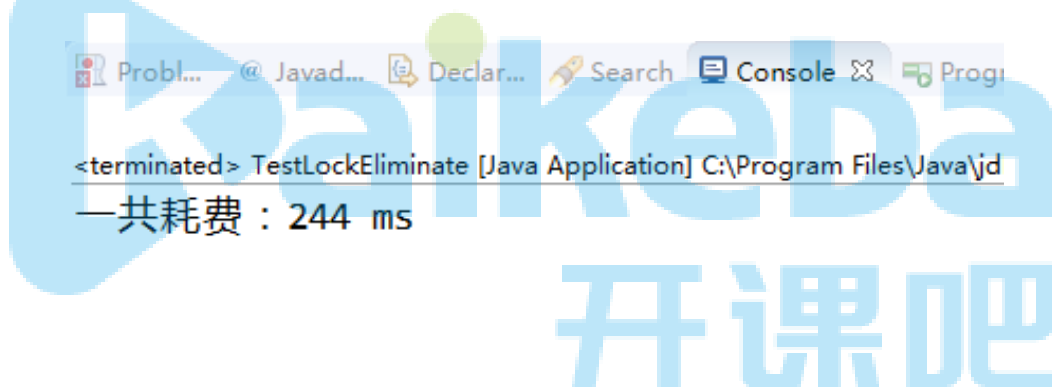 Probl... @ Javad... Declar... Search Console Progr
<terminated> TestLockEliminate [Java Application] C:\Program Files\Java\jd
一共耗费：244 ms
kaikeba
开课吧